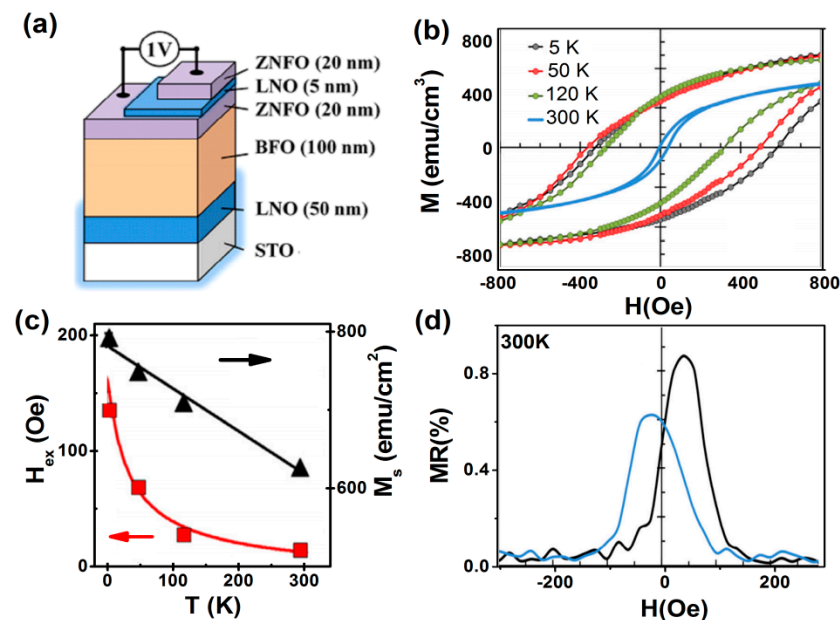 (a)
1V
ZNFO (20 nm)
LNO (5 nm)
ZNFO (20 nm)
BFO (100 nm)
LNO (50 nm)
STO
(b)
800
400
0
-400
-800
M (emu/cm³)
5 K
50 K
120 K
300 K
-800 -400 0 400 800
H(Oe)
(c)
200
100
0
Hex (Oe)
800
600
Ms (emu/cm²)
0 100 200 300
T (K)
(d)
300K
0.8
0.4
0.0
MR(%)
-200 0 200
H(Oe)